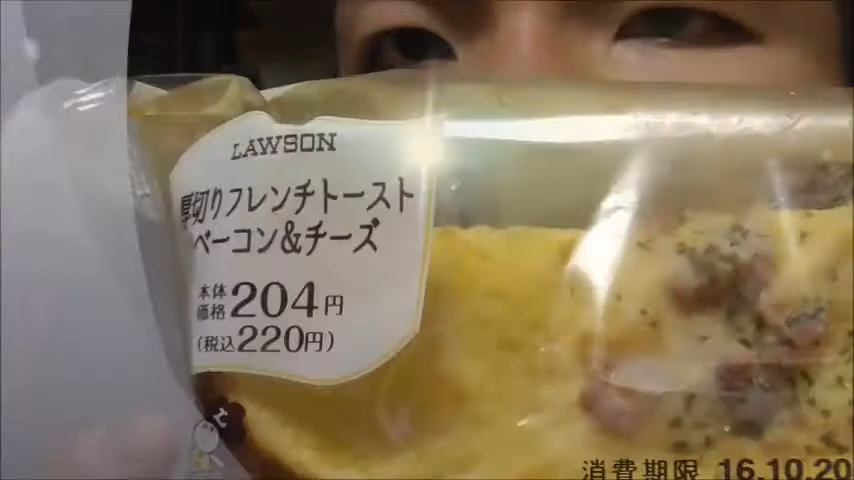 LAWSON
厚切りフレンチトースト
ベーコン&チーズ
本体価格204円
(税込220円)
消費期限 16.10.20